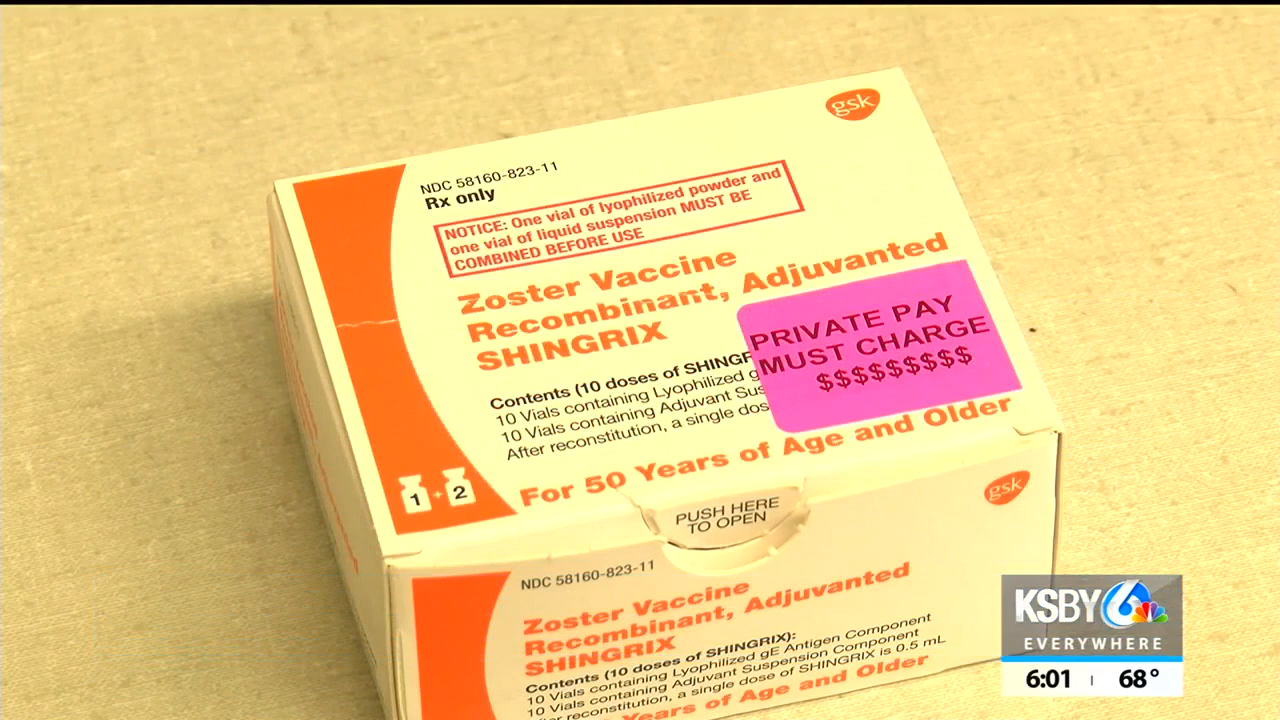 gsk
NDC 58160-823-11
Rx only
NOTICE: One vial of lyophilized powder and
one vial of liquid suspension MUST BE
COMBINED BEFORE USE
Zoster Vaccine
Recombinant, Adjuvanted
SHINGRIX
PRIVATE PAY
MUST CHARGE
$$$$$$$$$
Contents (10 doses of
10 Vials containing Lyophilized
10 Vials containing Adjuvant
After reconstitution, a single
For 50 Years of Age and Older
1 + 2
PUSH HERE
TO OPEN
gsk
NDC 58160-823-11
Zoster Vaccine
Recombinant, Adjuvanted
SHINGRIX
Contents (10 doses of SHINGRIX):
10 Vials containing Lyophilized gE Antigen Component
10 Vials containing Adjuvant Suspension Component
reconstitution, a single dose of SHINGRIX is 0.5 mL
Years of Age and Older
KSBY 6
EVERYWHERE
6:01 | 68°